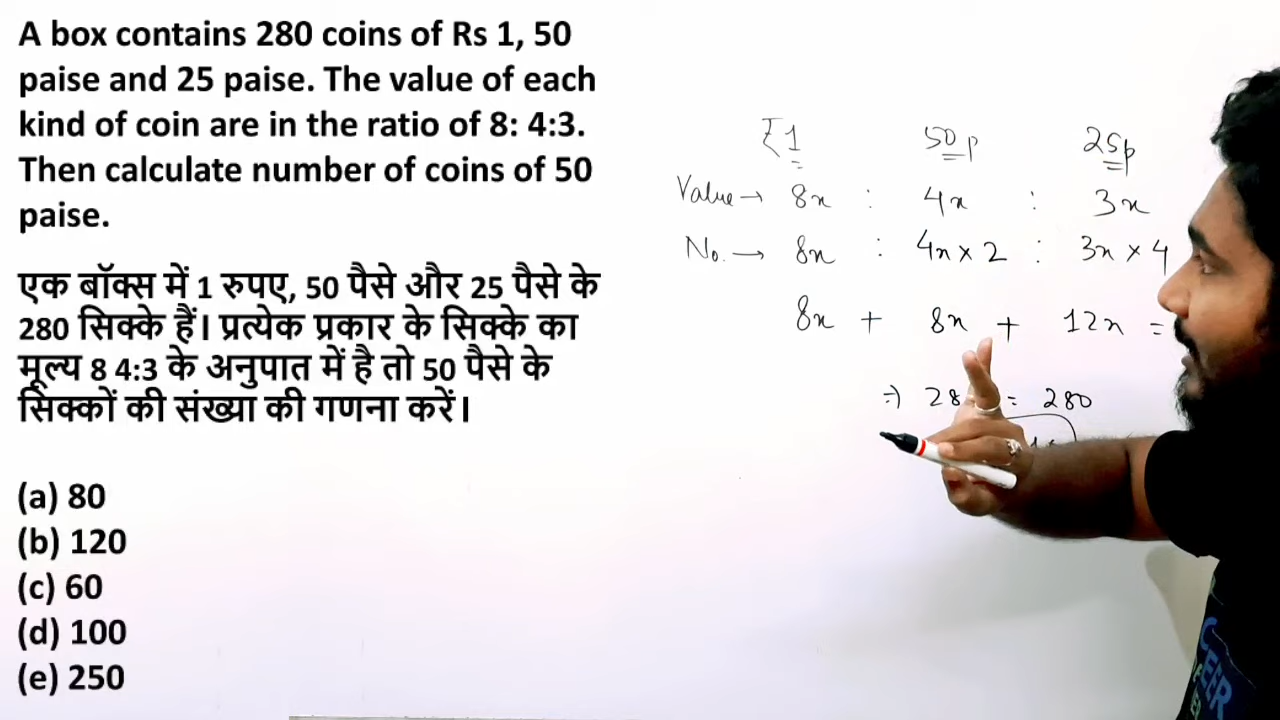 A box contains 280 coins of Rs 1, 50
paise and 25 paise. The value of each
kind of coin are in the ratio of 8: 4:3.
Then calculate number of coins of 50
paise.
एक बॉक्स में 1 रुपए, 50 पैसे और 25 पैसे के
280 सिक्के हैं। प्रत्येक प्रकार के सिक्के का
मूल्य 8 4:3 के अनुपात में है तो 50 पैसे के
सिक्कों की संख्या की गणना करें।
(a) 80
(b) 120
(c) 60
(d) 100
(e) 250
₹1 50p 25p
Value → 8x : 4x : 3x
No. → 8x : 4x × 2 : 3x × 4
8x + 8x + 12x =
⇒ 28 = 280